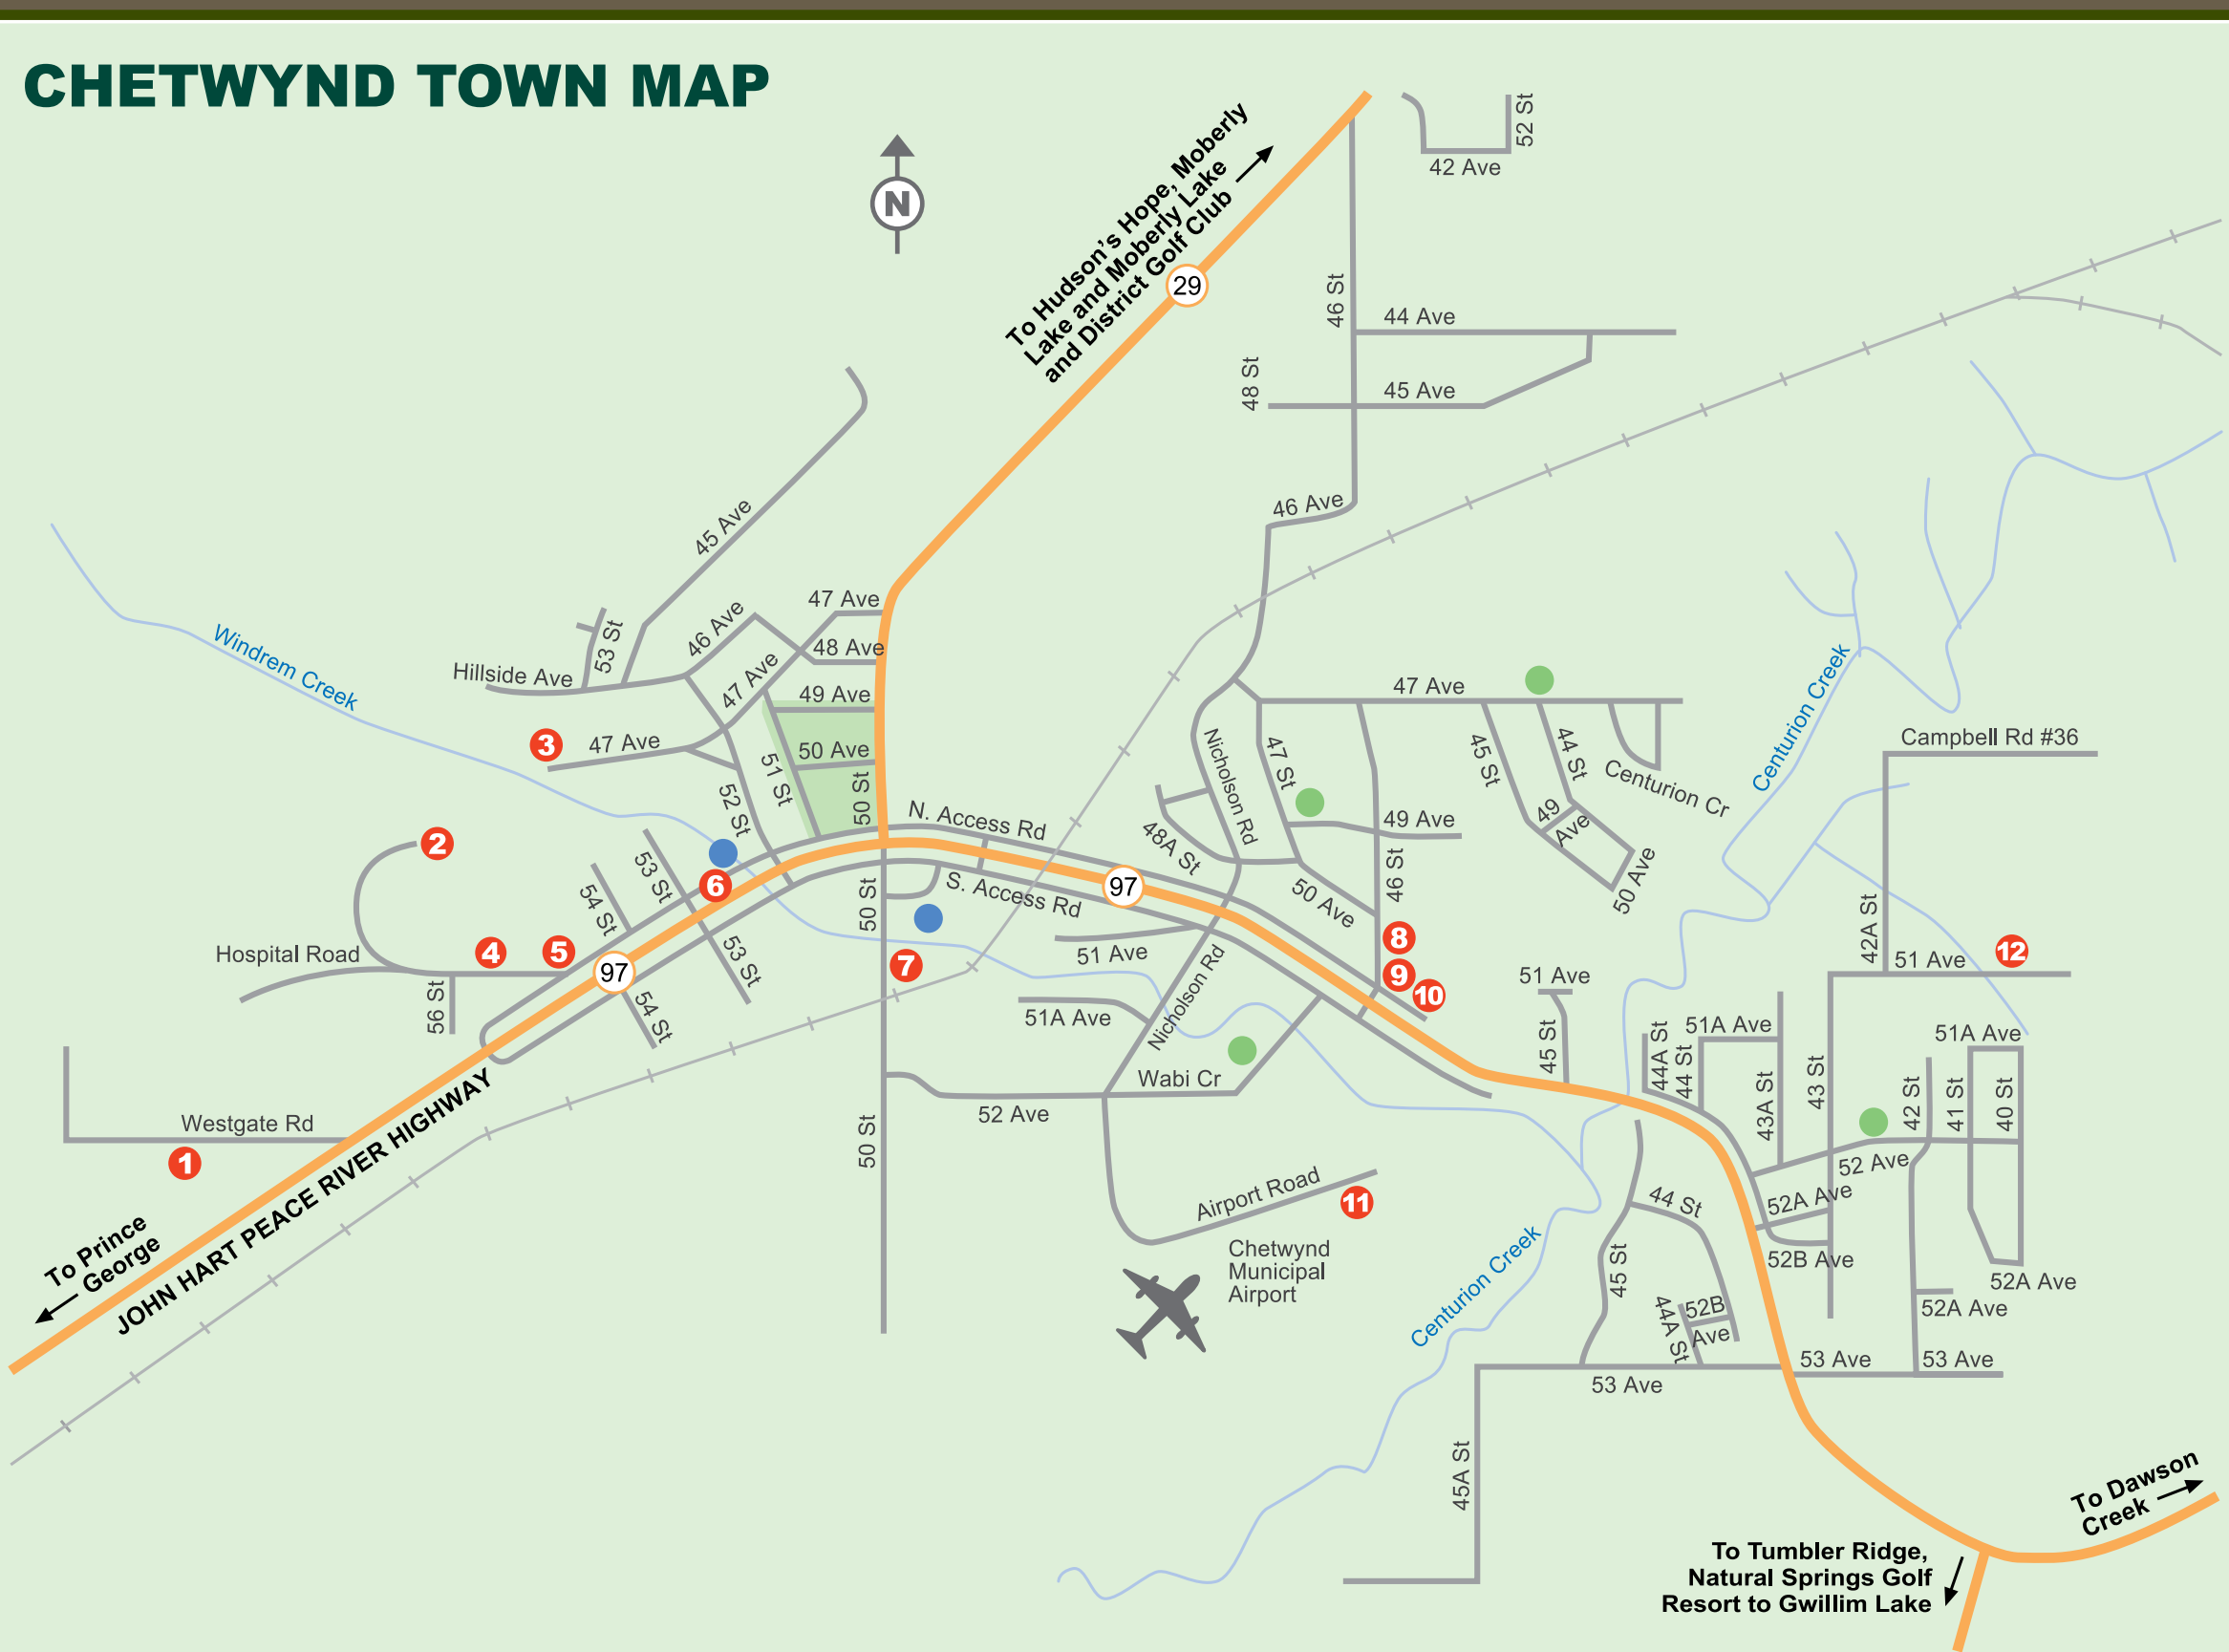 CHETWYND TOWN MAP
N
To Hudson's Hope, Moberly
Lake and Moberly Lake
and District Golf Club
29
52 St
42 Ave
46 St
44 Ave
48 St
45 Ave
46 Ave
45 Ave
47 Ave
46 Ave
48 Ave
53 St
Hillside Ave
47 Ave
49 Ave
Windrem Creek
3
47 Ave
50 Ave
51 St
52 St
50 St
47 Ave
Nicholson Rd
47 St
45 St
44 St
Centurion Cr
Centurion Creek
Campbell Rd #36
N. Access Rd
48A St
49 Ave
49
Ave
50 Ave
2
53 St
6
54 St
97
S. Access Rd
50 St
50 Ave
46 St
42A St
Hospital Road
4
5
97
53 St
7
51 Ave
8
9
10
51 Ave
51 Ave
12
56 St
54 St
51A Ave
Nicholson Rd
45 St
44A St
44 St
51A Ave
51A Ave
43A St
43 St
42 St
41 St
40 St
Wabi Cr
52 Ave
50 St
Westgate Rd
1
JOHN HART PEACE RIVER HIGHWAY
To Prince
George
Airport Road
11
Chetwynd
Municipal
Airport
Centurion Creek
52 Ave
52A Ave
52B Ave
44 St
45 St
44A St
52B
Ave
52A Ave
52A Ave
53 Ave
53 Ave
53 Ave
45A St
To Dawson
Creek
To Tumbler Ridge,
Natural Springs Golf
Resort to Gwillim Lake